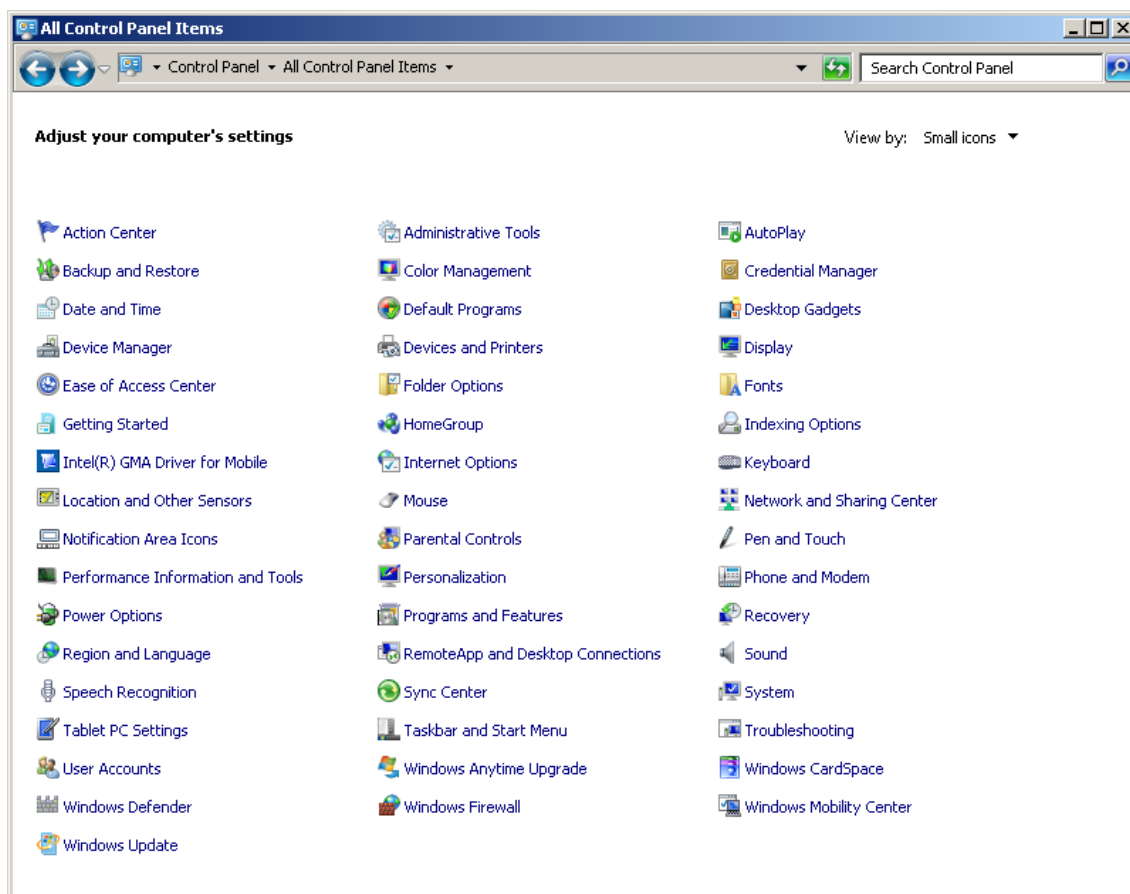 All Control Panel Items
Control Panel All Control Panel Items Search Control Panel
Adjust your computer's settings View by: Small icons
Action Center Administrative Tools AutoPlay
Backup and Restore Color Management Credential Manager
Date and Time Default Programs Desktop Gadgets
Device Manager Devices and Printers Display
Ease of Access Center Folder Options Fonts
Getting Started HomeGroup Indexing Options
Intel(R) GMA Driver for Mobile Internet Options Keyboard
Location and Other Sensors Mouse Network and Sharing Center
Notification Area Icons Parental Controls Pen and Touch
Performance Information and Tools Personalization Phone and Modem
Power Options Programs and Features Recovery
Region and Language RemoteApp and Desktop Connections Sound
Speech Recognition Sync Center System
Tablet PC Settings Taskbar and Start Menu Troubleshooting
User Accounts Windows Anytime Upgrade Windows CardSpace
Windows Defender Windows Firewall Windows Mobility Center
Windows Update